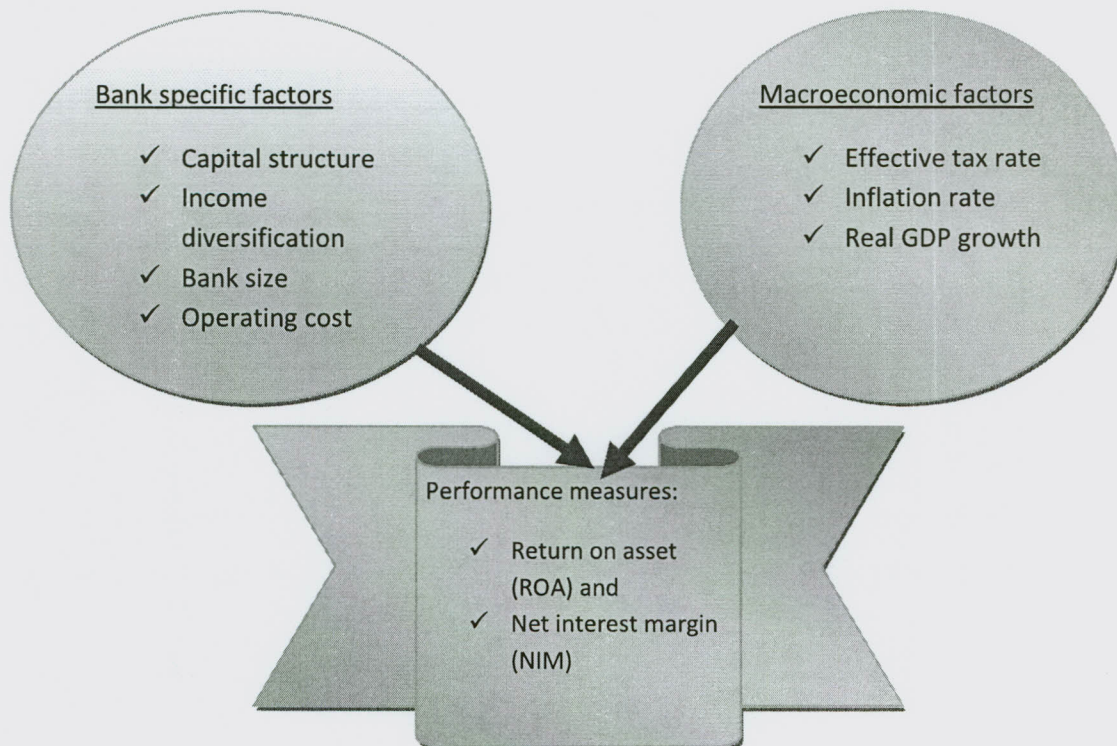 Bank specific factors
✓ Capital structure
✓ Income
diversification
✓ Bank size
✓ Operating cost
Macroeconomic factors
✓ Effective tax rate
✓ Inflation rate
✓ Real GDP growth
Performance measures:
✓ Return on asset
(ROA) and
✓ Net interest margin
(NIM)